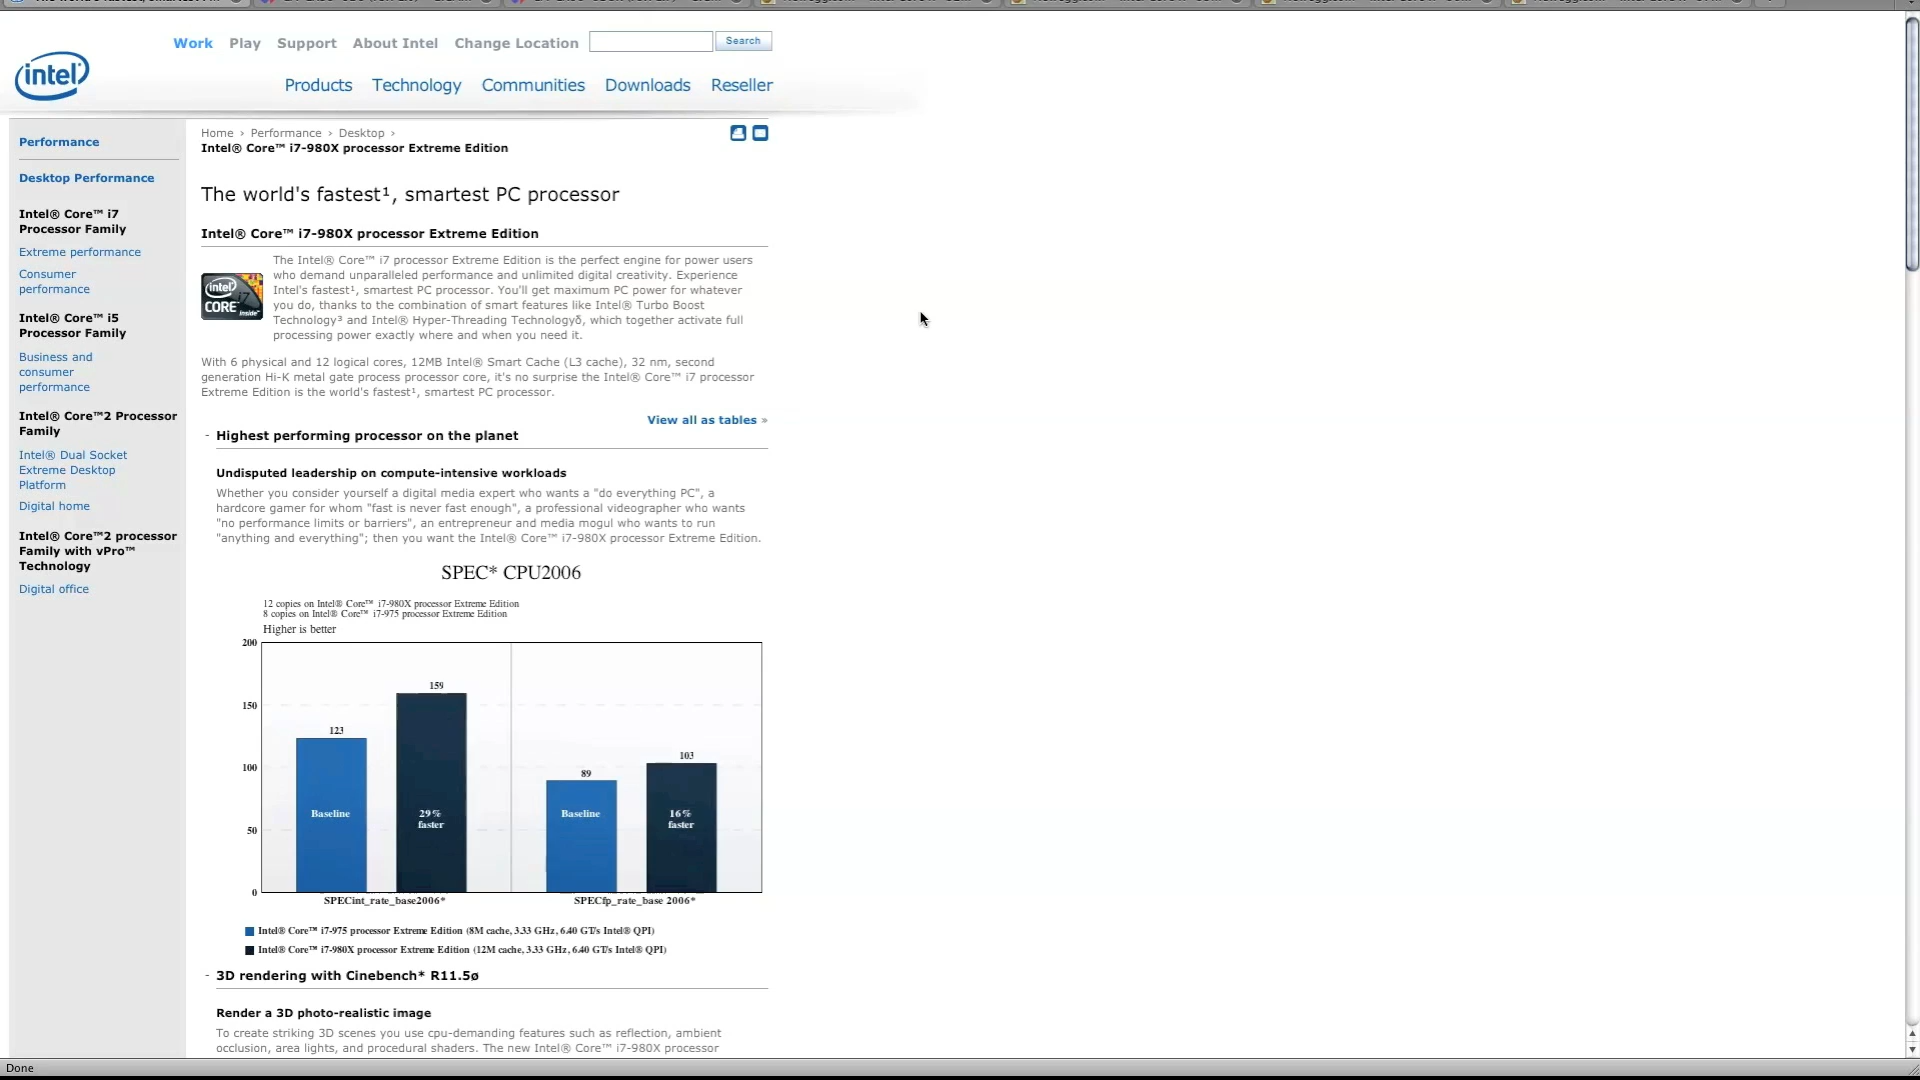 Work Play Support About Intel Change Location Search
intel
Products Technology Communities Downloads Reseller
Performance
Desktop Performance
Intel® Core™ i7
Processor Family
Extreme performance
Consumer
performance
Intel® Core™ i5
Processor Family
Business and
consumer
performance
Intel® Core™2 Processor
Family
Intel® Dual Socket
Extreme Desktop
Platform
Digital home
Intel® Core™2 processor
Family with vPro™
Technology
Digital office
Home › Performance › Desktop ›
Intel® Core™ i7-980X processor Extreme Edition
The world's fastest¹, smartest PC processor
Intel® Core™ i7-980X processor Extreme Edition
intel
CORE i7
inside™
The Intel® Core™ i7 processor Extreme Edition is the perfect engine for power users
who demand unparalleled performance and unlimited digital creativity. Experience
Intel's fastest¹, smartest PC processor. You'll get maximum PC power for whatever
you do, thanks to the combination of smart features like Intel® Turbo Boost
Technology³ and Intel® Hyper-Threading Technologyδ, which together activate full
processing power exactly where and when you need it.
With 6 physical and 12 logical cores, 12MB Intel® Smart Cache (L3 cache), 32 nm, second
generation Hi-K metal gate process processor core, it's no surprise the Intel® Core™ i7 processor
Extreme Edition is the world's fastest¹, smartest PC processor.
View all as tables »
- Highest performing processor on the planet
Undisputed leadership on compute-intensive workloads
Whether you consider yourself a digital media expert who wants a "do everything PC", a
hardcore gamer for whom "fast is never fast enough", a professional videographer who wants
"no performance limits or barriers", an entrepreneur and media mogul who wants to run
"anything and everything"; then you want the Intel® Core™ i7-980X processor Extreme Edition.
SPEC* CPU2006
12 copies on Intel® Core™ i7-980X processor Extreme Edition
8 copies on Intel® Core™ i7-975 processor Extreme Edition
Higher is better
200
150
100
50
0
123
159
89
103
Baseline
29%
faster
Baseline
16%
faster
SPECint_rate_base2006*
SPECfp_rate_base 2006*
Intel® Core™ i7-975 processor Extreme Edition (8M cache, 3.33 GHz, 6.40 GT/s Intel® QPI)
Intel® Core™ i7-980X processor Extreme Edition (12M cache, 3.33 GHz, 6.40 GT/s Intel® QPI)
- 3D rendering with Cinebench* R11.5ø
Render a 3D photo-realistic image
To create striking 3D scenes you use cpu-demanding features such as reflection, ambient
occlusion, area lights, and procedural shaders. The new Intel® Core™ i7-980X processor
Done